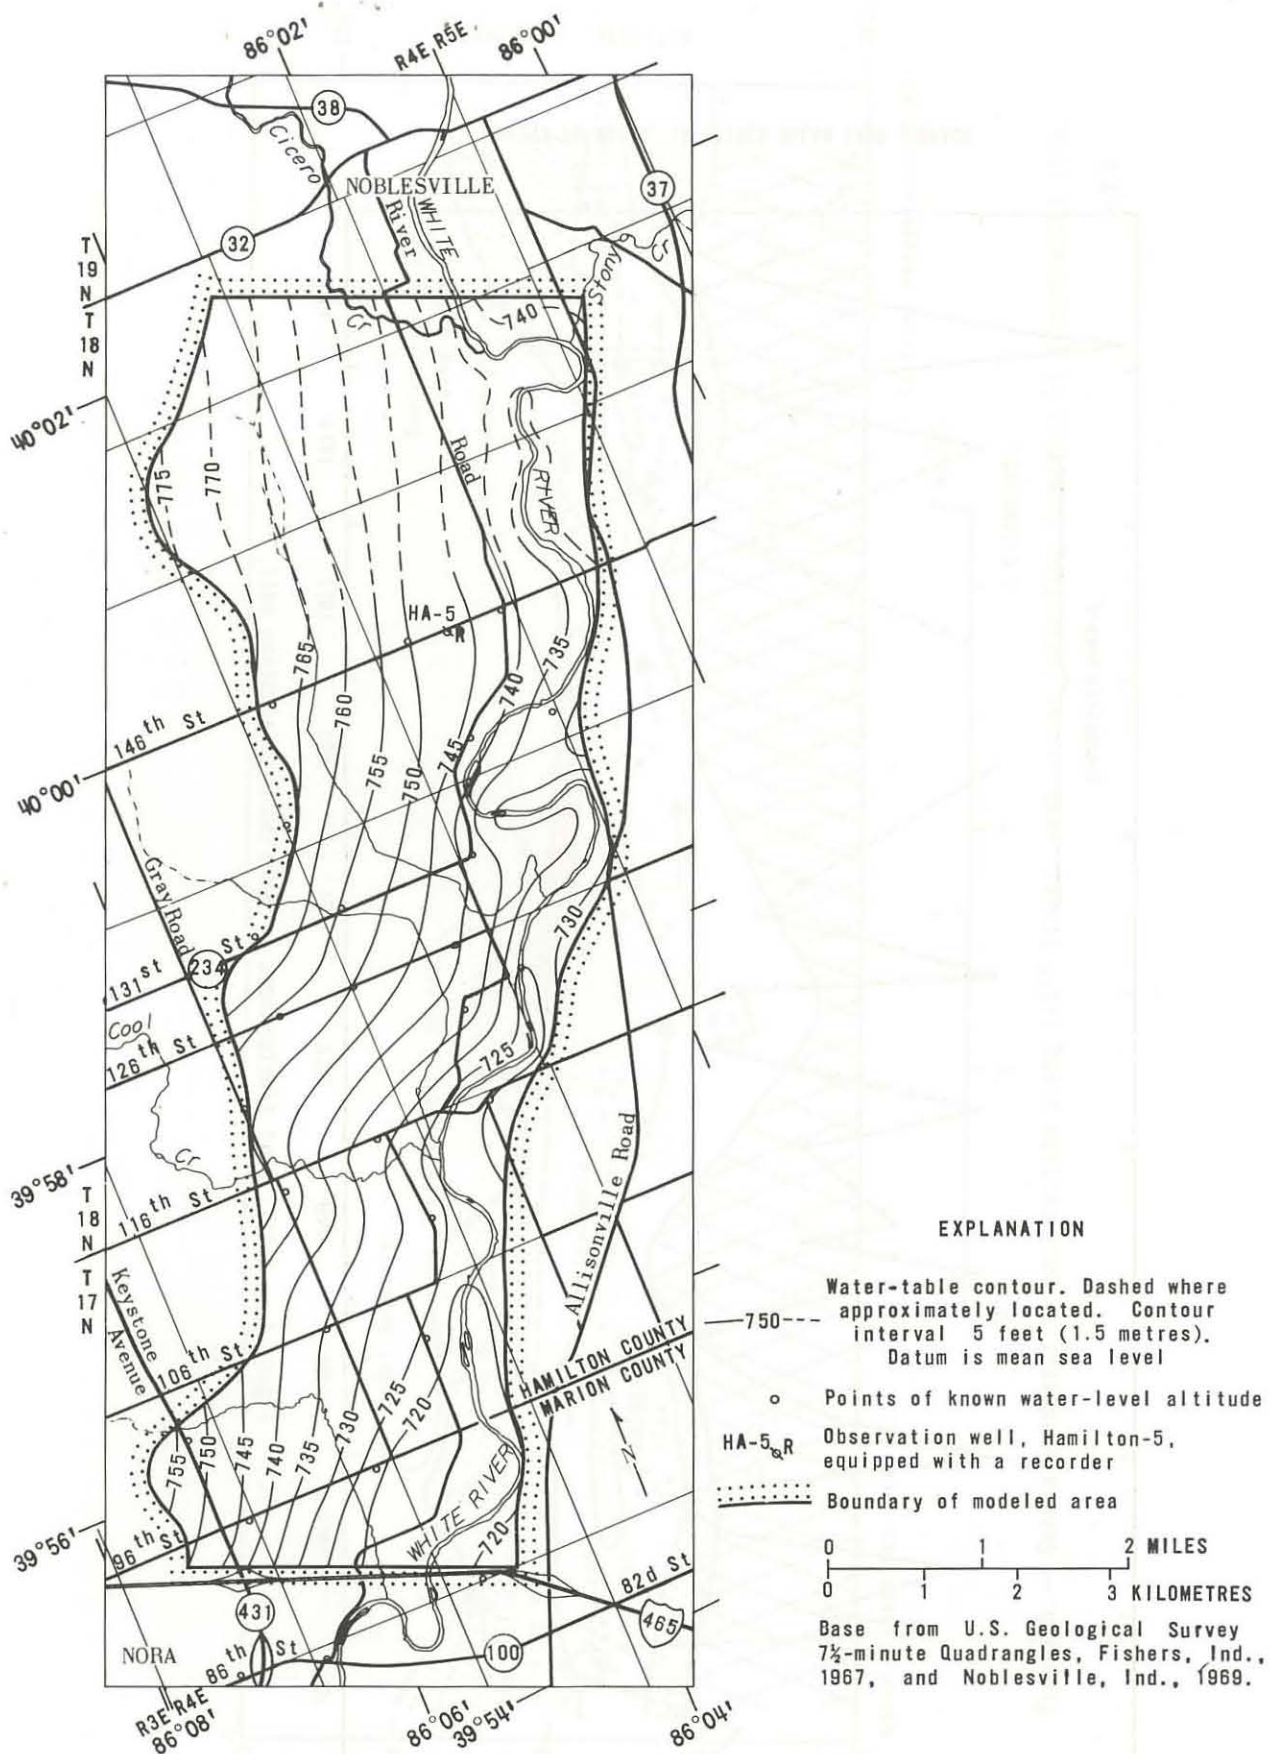 86°02'
R4E R5E
86°00'
38
Cicero
NOBLESVILLE
37
River
WHITE
32
Stony
Cr
T
19
N
T
18
N
Cr
740
40°02'
Road
775
770
RIVER
HA-5
R
765
735
760
740
146th St
745
755
750
40°00'
Gray Road
730
St
234
131st
Cool
126th St
725
Cr
39°58'
T
18
N
116th St
Allisonville Road
T
17
N
Keystone
Avenue
106th St
HAMILTON COUNTY
MARION COUNTY
725
720
730
735
740
745
750
755
N
WHITE RIVER
720
39°56'
96th St
82d St
431
465
NORA
86th St
100
R3E R4E
86°08'
86°06'
39°54'
86°04'
EXPLANATION
750
Water-table contour. Dashed where
approximately located. Contour
interval 5 feet (1.5 metres).
Datum is mean sea level
Points of known water-level altitude
HA-5 R
Observation well, Hamilton-5,
equipped with a recorder
Boundary of modeled area
0 1 2 MILES
0 1 2 3 KILOMETRES
Base from U.S. Geological Survey
7½-minute Quadrangles, Fishers, Ind.,
1967, and Noblesville, Ind., 1969.